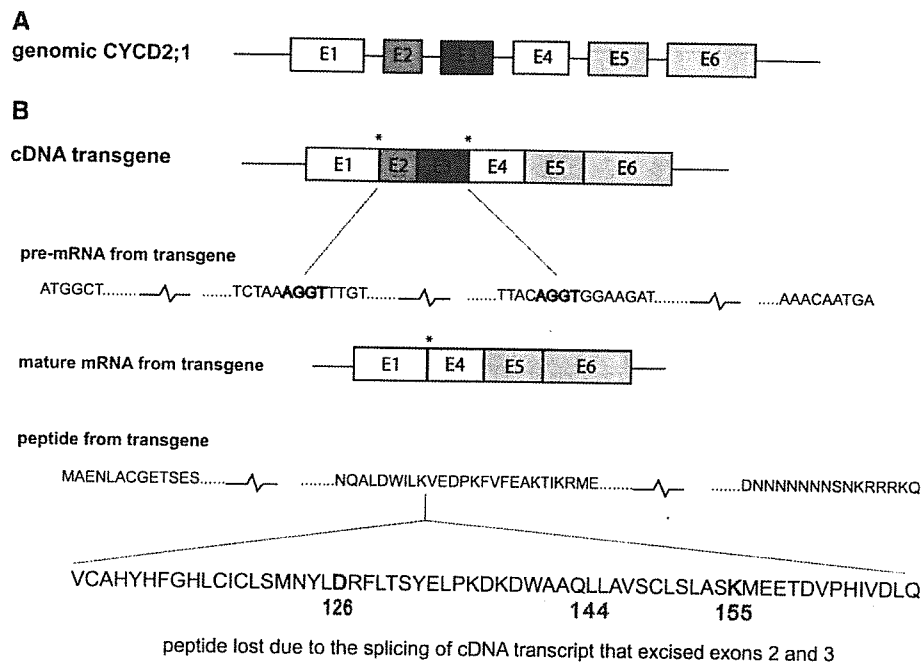 A
genomic CYCD2;1
E1 E2 E3 E4 E5 E6
B
* *
cDNA transgene
E1 E2 E4 E5 E6
pre-mRNA from transgene
ATGGCT........ ........TCTAAAGGTTTGT........ ........TTACAGGTGGAAGAT........ .....AAACAATGA
*
mature mRNA from transgene
E1 E4 E5 E6
peptide from transgene
MAENLACGETSES...... ........NQALDWILKVEDPKFVFEAKTIKRME........ .......DNNNNNNNSNKRRRKQ
VCAHYHFGHLCICLSMNYLDRFLTSYELPKDKDWAAQLLAVSCLSLASKMEETDVPHIVDLQ
126 144 155
peptide lost due to the splicing of cDNA transcript that excised exons 2 and 3